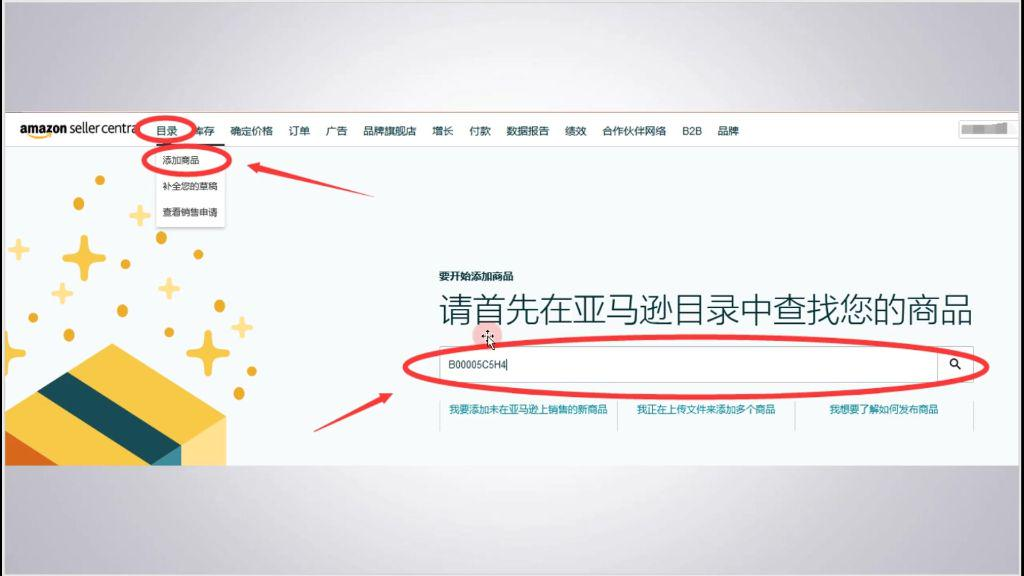 amazon seller centra
目录 库存 确定价格 订单 广告 品牌旗舰店 增长 付款 数据报告 绩效 合作伙伴网络 B2B 品牌
添加商品
补全您的草稿
查看销售申请
要开始添加商品
请首先在亚马逊目录中查找您的商品
B00005C5H4
我要添加未在亚马逊上销售的新商品 我正在上传文件来添加多个商品 我想要了解如何发布商品